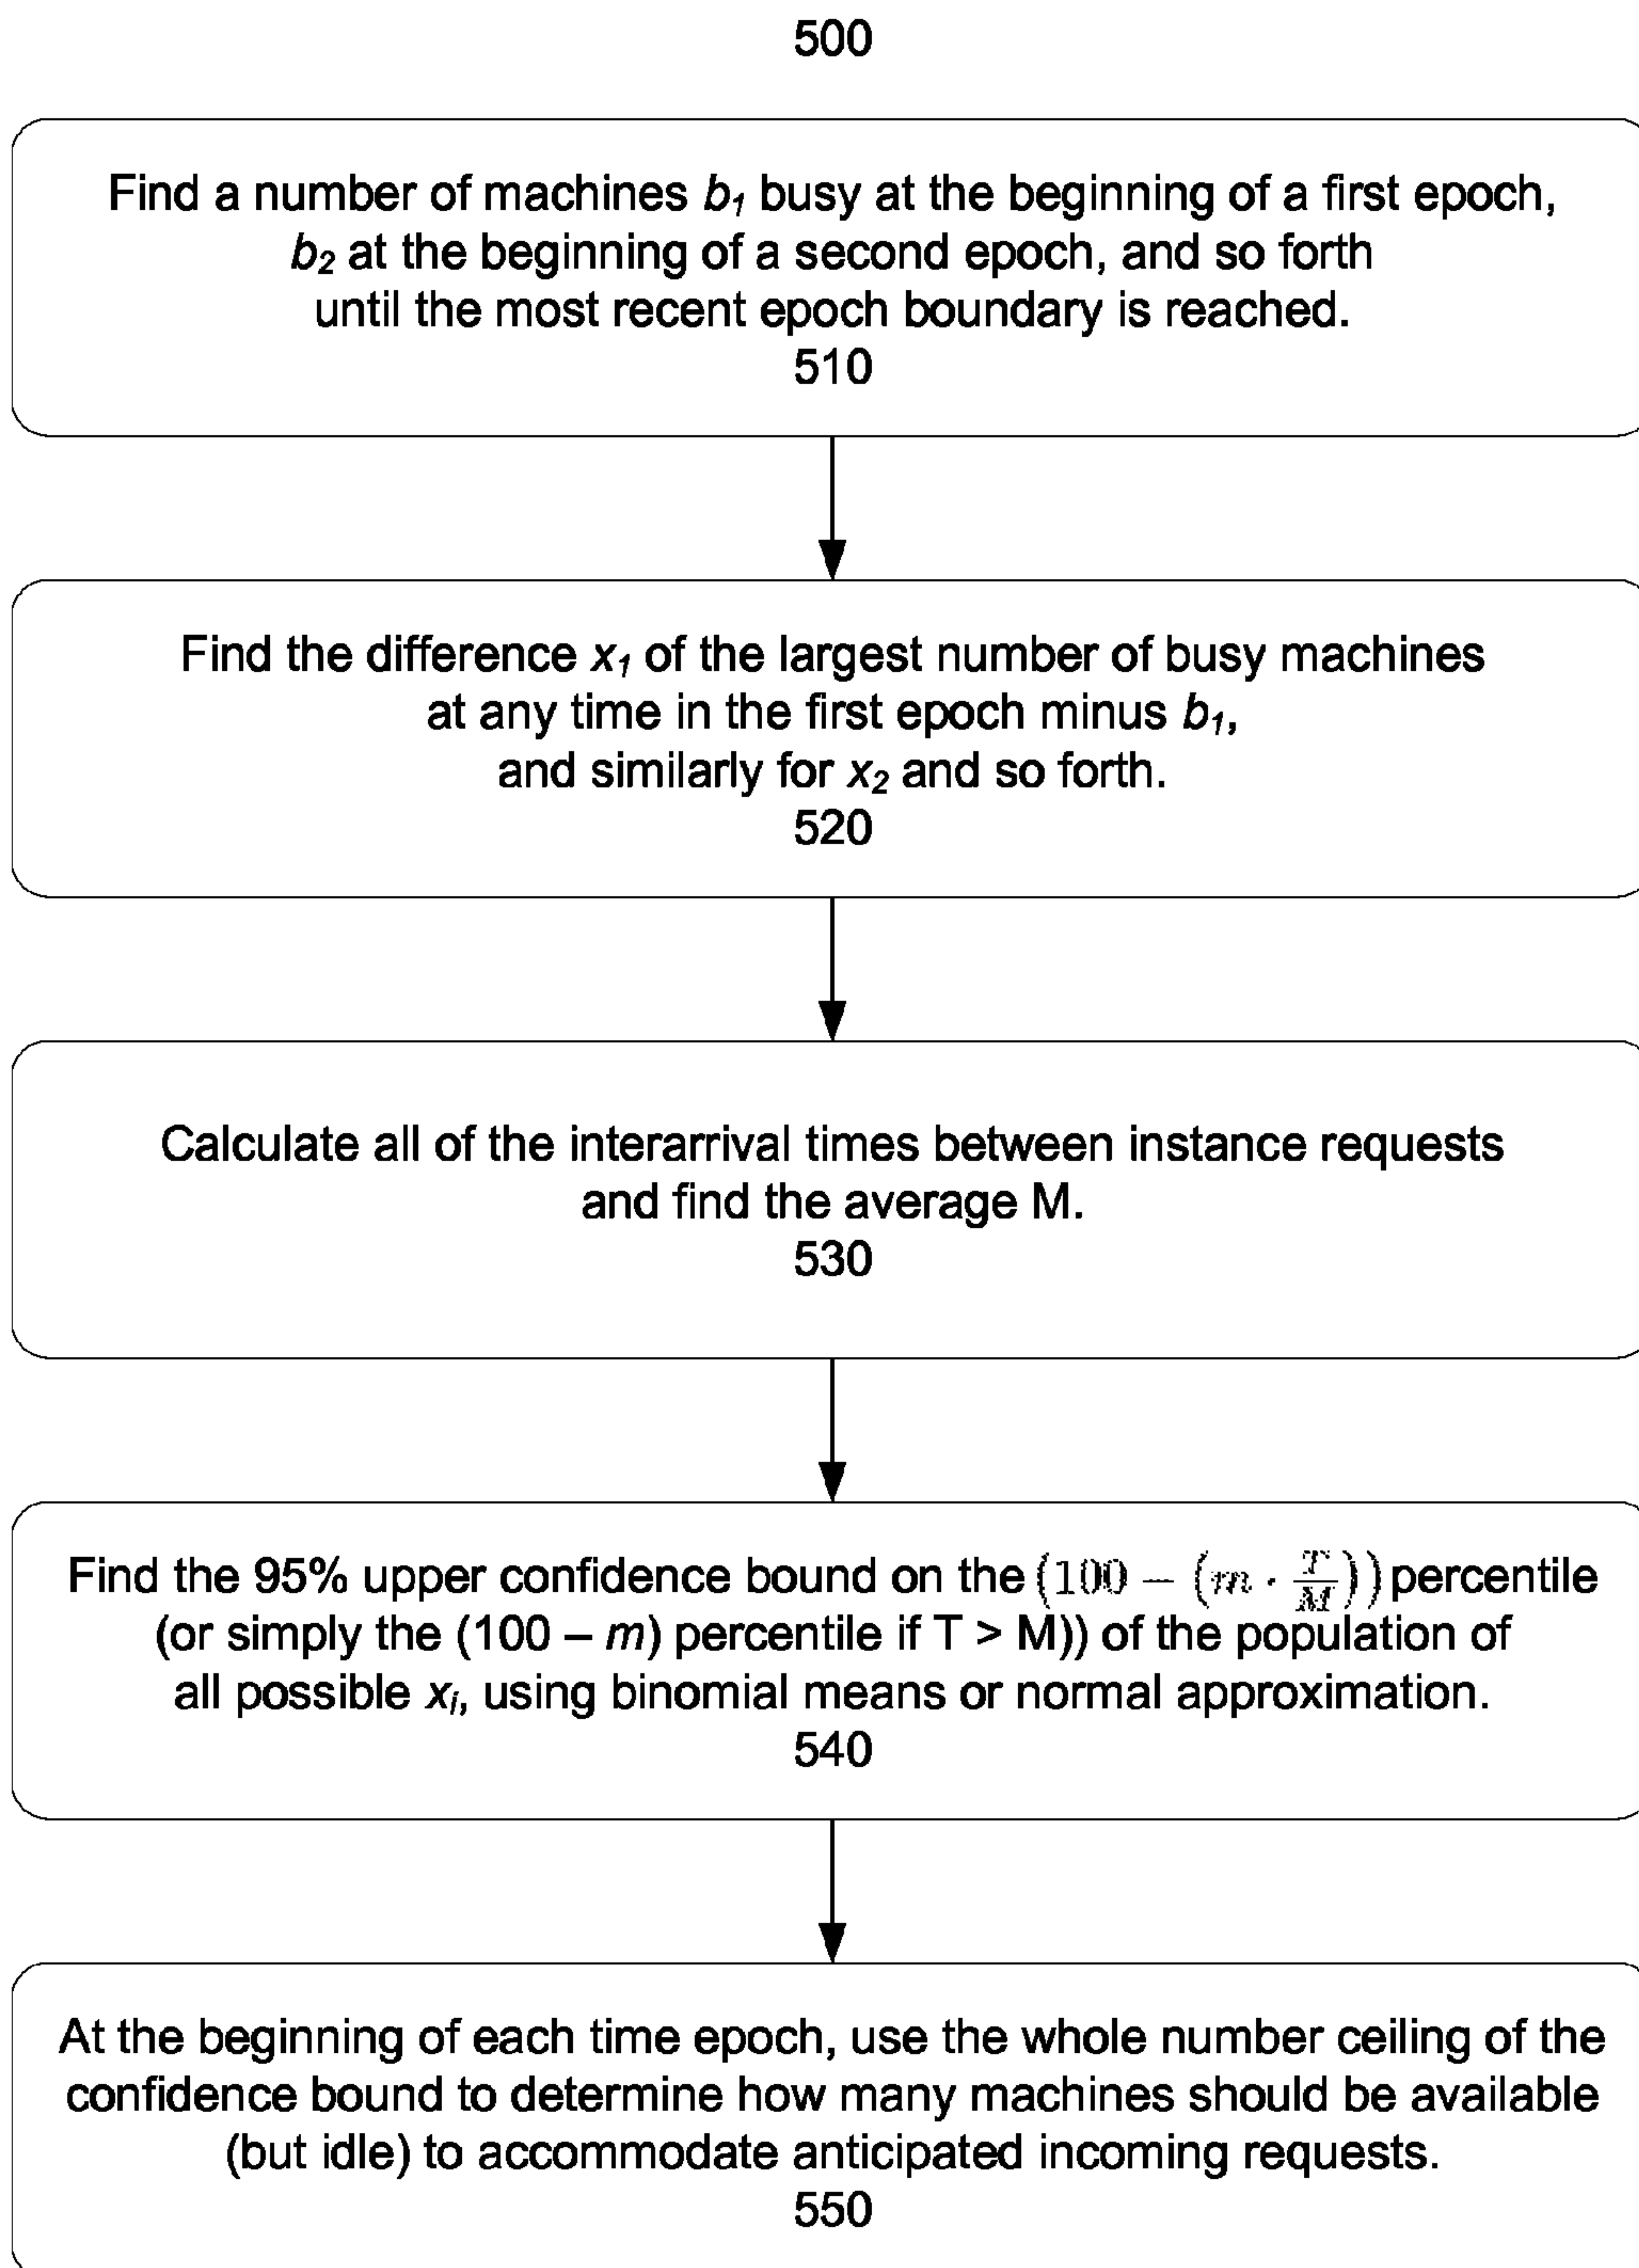 500
Find a number of machines b₁ busy at the beginning of a first epoch,
b₂ at the beginning of a second epoch, and so forth
until the most recent epoch boundary is reached.
510
Find the difference x₁ of the largest number of busy machines
at any time in the first epoch minus b₁,
and similarly for x₂ and so forth.
520
Calculate all of the interarrival times between instance requests
and find the average M.
530
Find the 95% upper confidence bound on the (100 − (m · T/M)) percentile
(or simply the (100 – m) percentile if T > M)) of the population of
all possible xᵢ, using binomial means or normal approximation.
540
At the beginning of each time epoch, use the whole number ceiling of the
confidence bound to determine how many machines should be available
(but idle) to accommodate anticipated incoming requests.
550